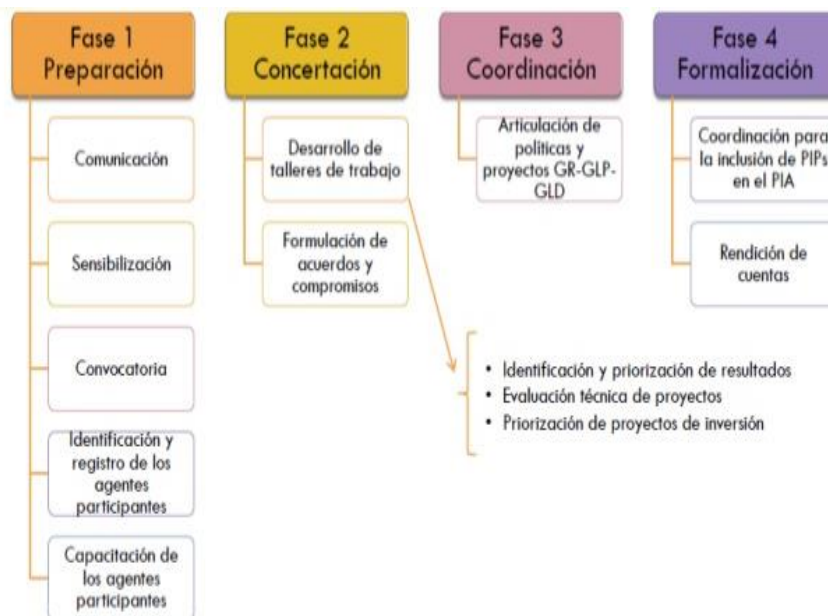 Fase 1
Preparación
Comunicación
Sensibilización
Convocatoria
Identificación y
registro de los
agentes
participantes
Capacitación de
los agentes
participantes
Fase 2
Concertación
Desarrollo de
talleres de trabajo
Formulación de
acuerdos y
compromisos
Fase 3
Coordinación
Articulación de
políticas y
proyectos GR-GLP-
GLD
Fase 4
Formalización
Coordinación para
la inclusión de PIPs
en el PIA
Rendición de
cuentas
• Identificación y priorización de resultados
• Evaluación técnica de proyectos
• Priorización de proyectos de inversión